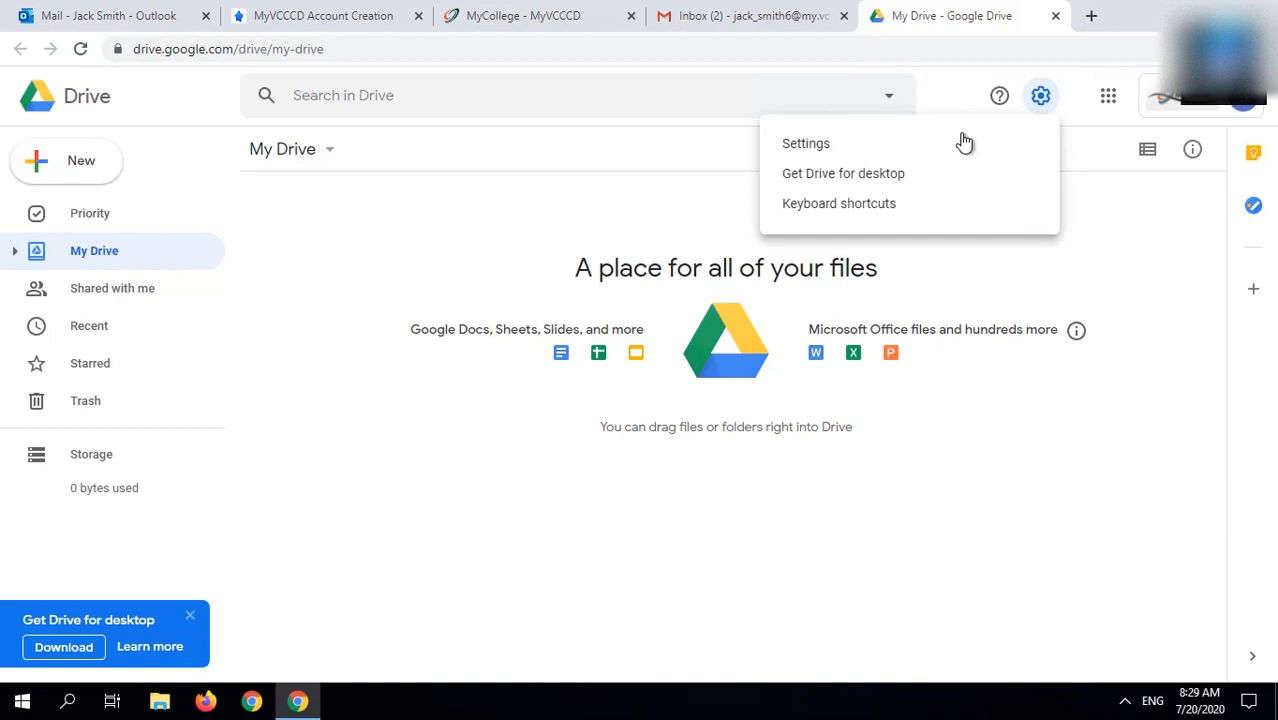 Mail - Jack Smith - Outlook
MyVCCCD Account Creation
MyCollege - MyVCCCD
Inbox (2) - jack_smith6@my.vc
My Drive - Google Drive
drive.google.com/drive/my-drive
Drive
Search in Drive
New
My Drive
Settings
Get Drive for desktop
Keyboard shortcuts
Priority
My Drive
Shared with me
Recent
Starred
Trash
Storage
0 bytes used
A place for all of your files
Google Docs, Sheets, Slides, and more
Microsoft Office files and hundreds more
W X P
You can drag files or folders right into Drive
Get Drive for desktop
Download Learn more
ENG
8:29 AM
7/20/2020